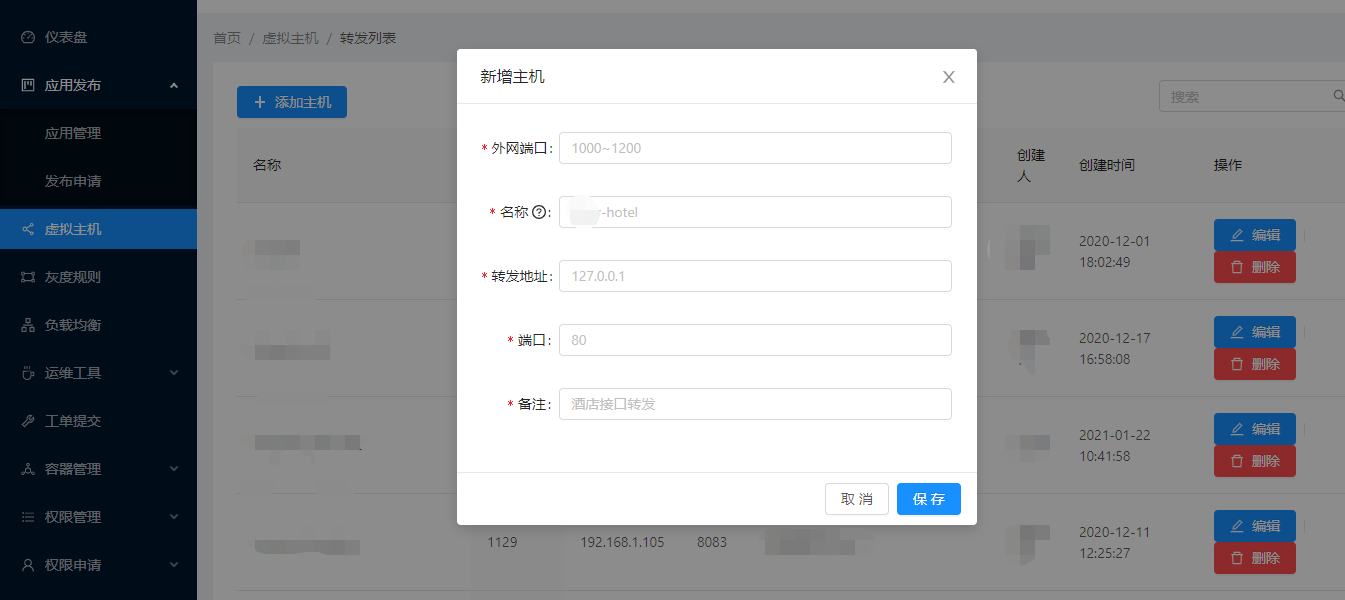 仪表盘
应用发布
应用管理
发布申请
虚拟主机
灰度规则
负载均衡
运维工具
工单提交
容器管理
权限管理
权限申请
首页 / 虚拟主机 / 转发列表
添加主机
搜索
名称
创建人
创建时间
操作
2020-12-01 18:02:49
编辑
删除
2020-12-17 16:58:08
编辑
删除
2021-01-22 10:41:58
编辑
删除
1129 192.168.1.105 8083
2020-12-11 12:25:27
编辑
删除
新增主机
* 外网端口: 1000~1200
* 名称 ?: -hotel
* 转发地址: 127.0.0.1
* 端口: 80
* 备注: 酒店接口转发
取 消
保 存